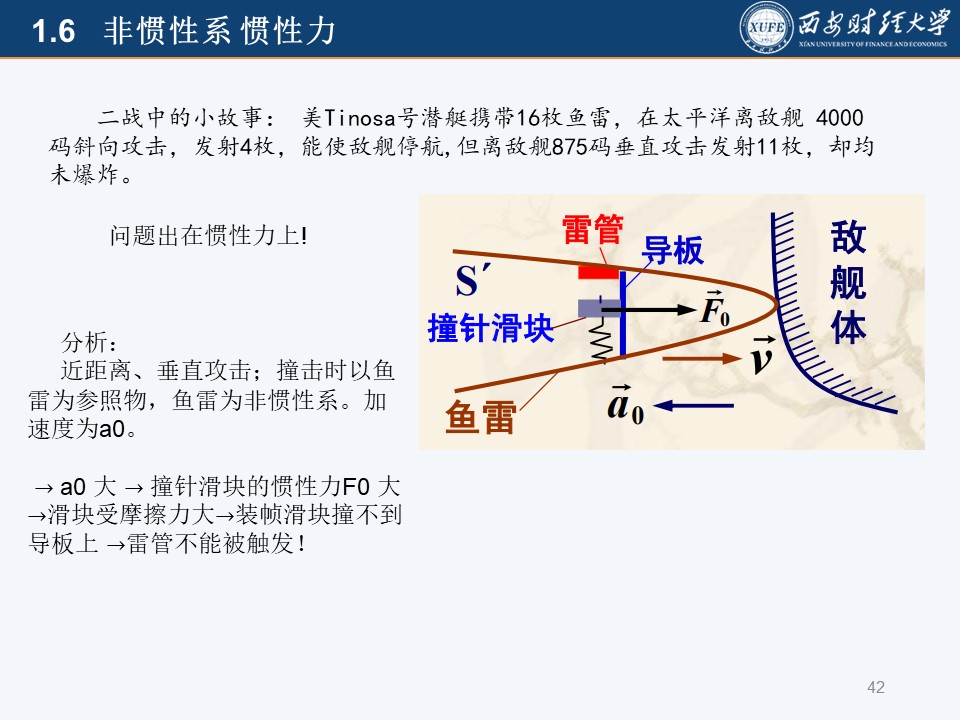 1.6 非惯性系 惯性力
XUFE
西安财经大学
XI'AN UNIVERSITY OF FINANCE AND ECONOMICS
二战中的小故事: 美Tinosa号潜艇携带16枚鱼雷，在太平洋离敌舰 4000
码斜向攻击，发射4枚，能使敌舰停航,但离敌舰875码垂直攻击发射11枚，却均
未爆炸。
问题出在惯性力上!
雷管
导板
S′
撞针滑块
F⃗0
敌
舰
体
v⃗
a⃗0
鱼雷
分析：
近距离、垂直攻击；撞击时以鱼
雷为参照物，鱼雷为非惯性系。加
速度为a0。
→ a0 大 → 撞针滑块的惯性力F0 大
→滑块受摩擦力大→装帧滑块撞不到
导板上 →雷管不能被触发！
42